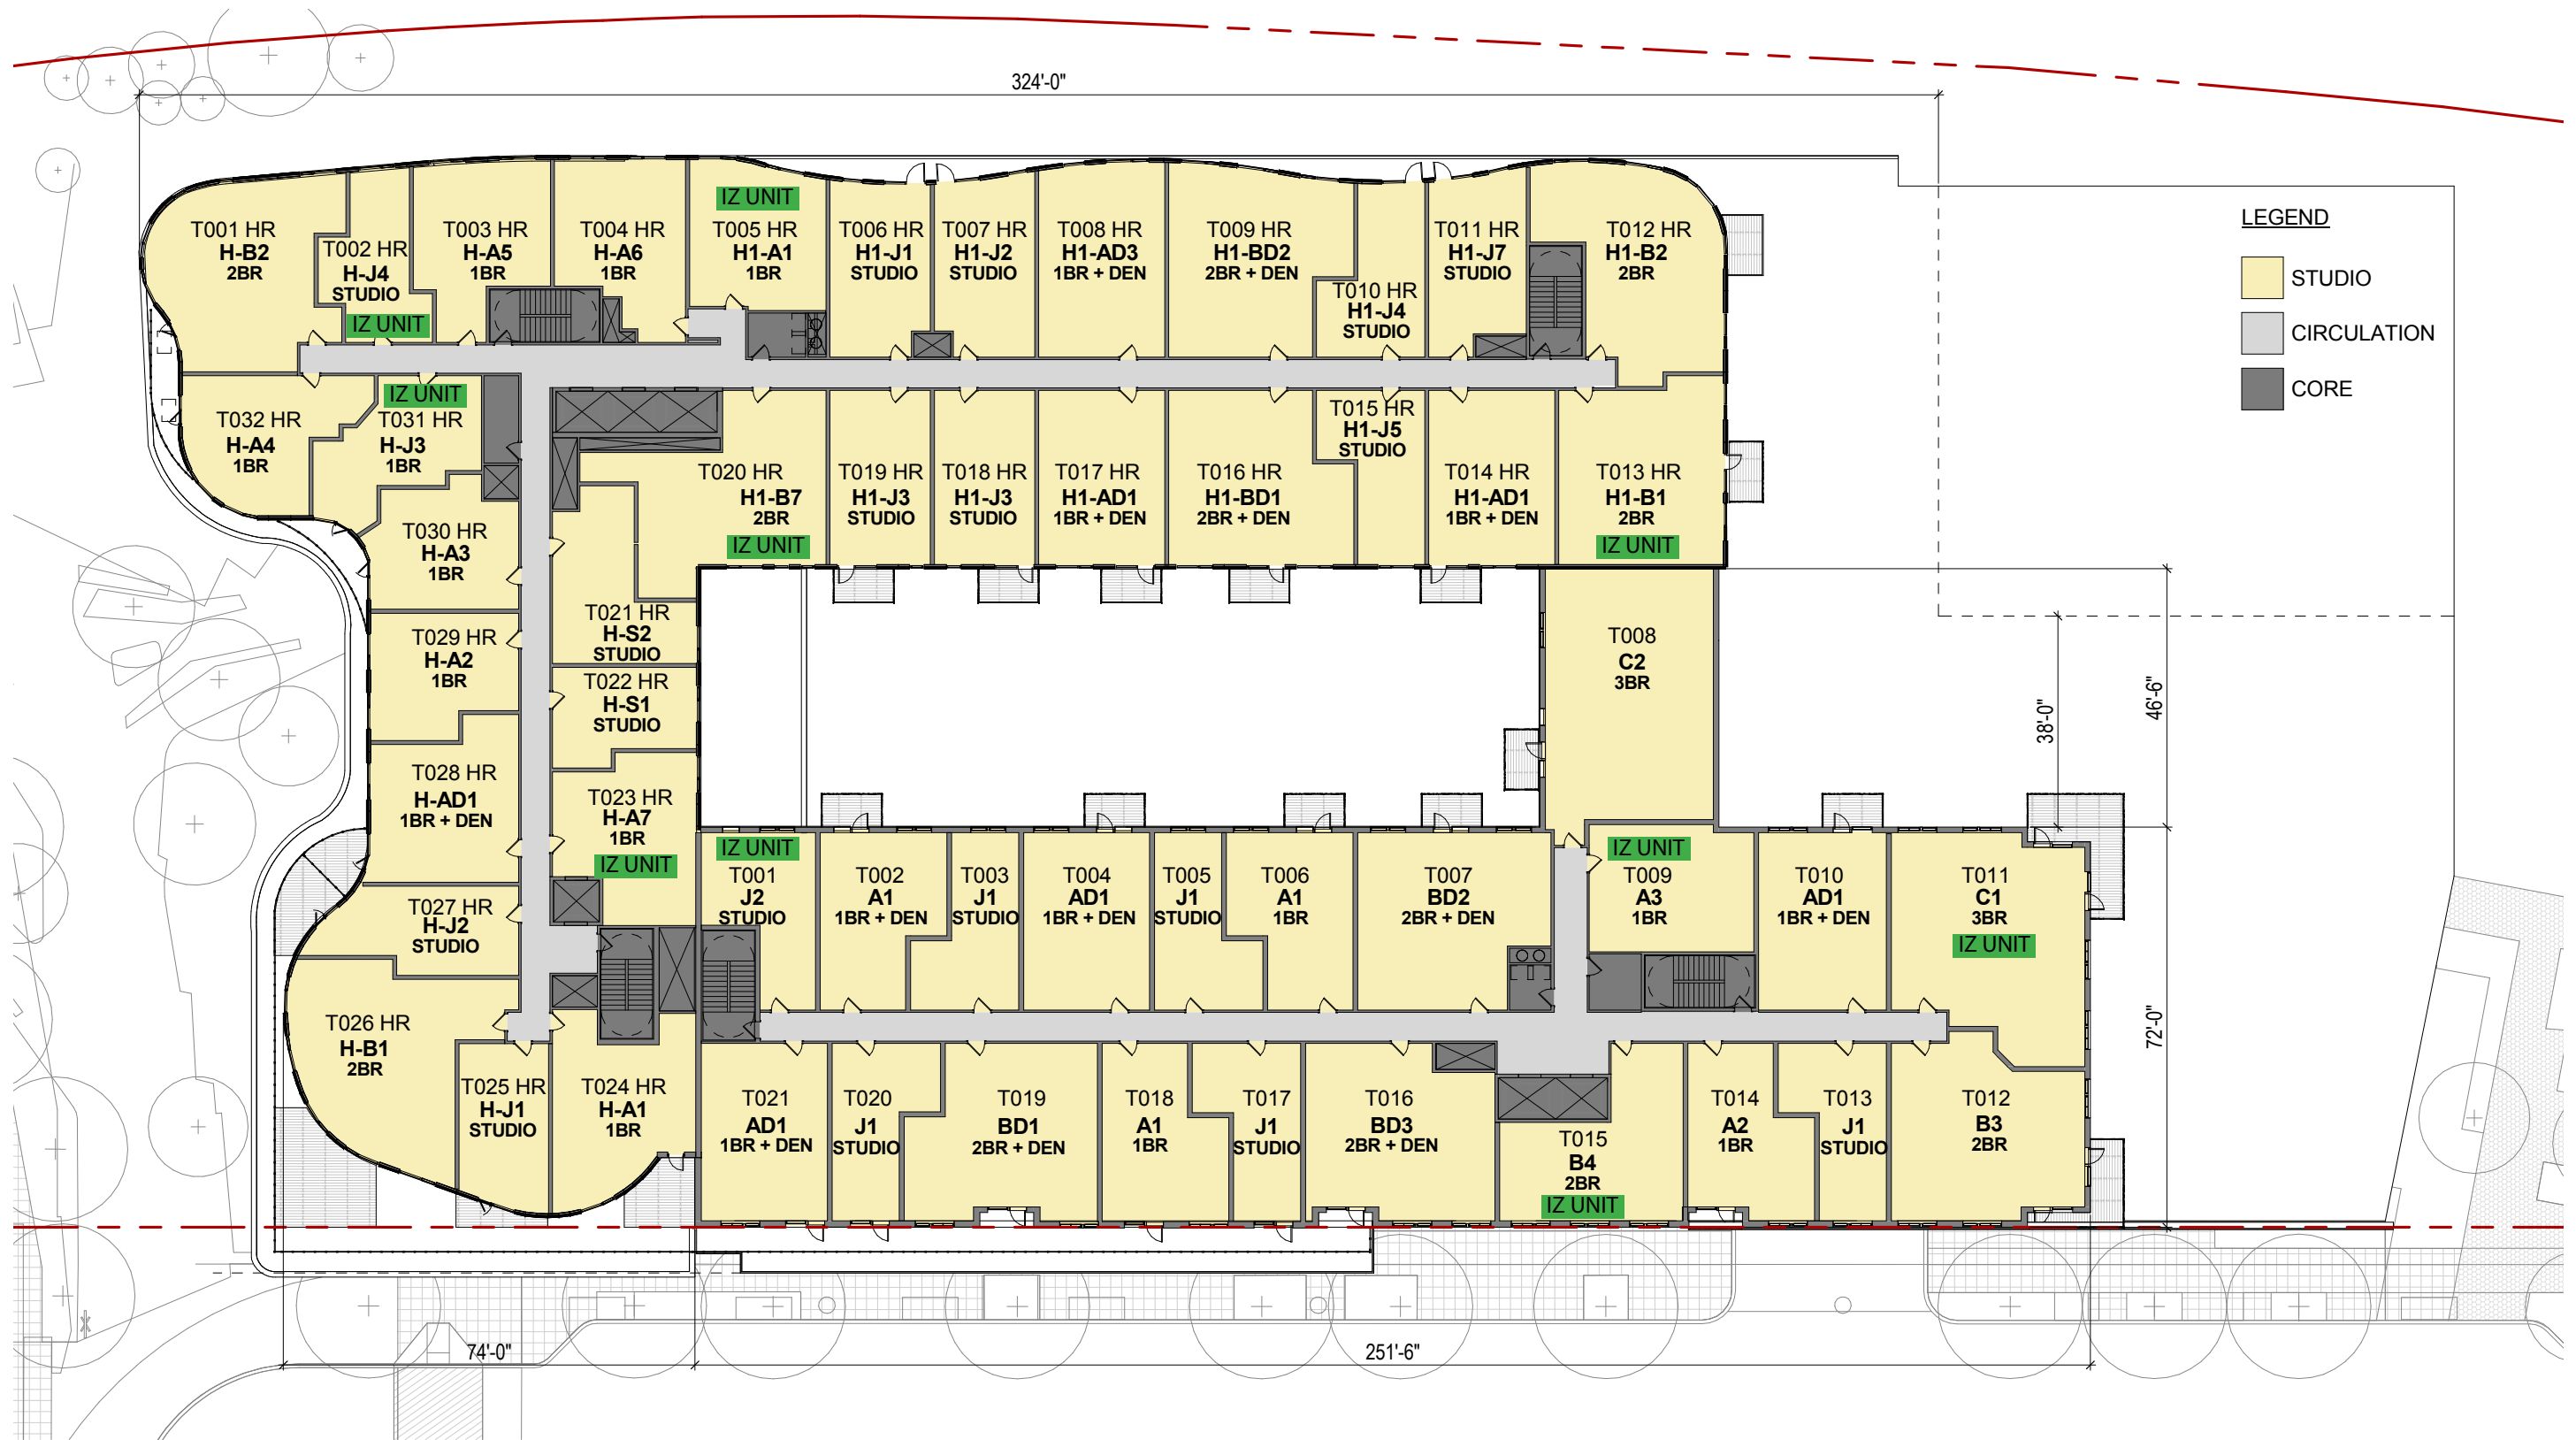 324'-0"
LEGEND
STUDIO
CIRCULATION
CORE
T001 HR
H-B2
2BR
T002 HR
H-J4
STUDIO
IZ UNIT
T003 HR
H-A5
1BR
T004 HR
H-A6
1BR
IZ UNIT
T005 HR
H1-A1
1BR
T006 HR
H1-J1
STUDIO
T007 HR
H1-J2
STUDIO
T008 HR
H1-AD3
1BR + DEN
T009 HR
H1-BD2
2BR + DEN
T010 HR
H1-J4
STUDIO
T011 HR
H1-J7
STUDIO
T012 HR
H1-B2
2BR
T032 HR
H-A4
1BR
IZ UNIT
T031 HR
H-J3
1BR
T020 HR
H1-B7
2BR
IZ UNIT
T019 HR
H1-J3
STUDIO
T018 HR
H1-J3
STUDIO
T017 HR
H1-AD1
1BR + DEN
T016 HR
H1-BD1
2BR + DEN
T015 HR
H1-J5
STUDIO
T014 HR
H1-AD1
1BR + DEN
T013 HR
H1-B1
2BR
IZ UNIT
T030 HR
H-A3
1BR
T021 HR
H-S2
STUDIO
T029 HR
H-A2
1BR
T022 HR
H-S1
STUDIO
T008
C2
3BR
46'-6"
38'-0"
T028 HR
H-AD1
1BR + DEN
T023 HR
H-A7
1BR
IZ UNIT
IZ UNIT
T001
J2
STUDIO
T002
A1
1BR + DEN
T003
J1
STUDIO
T004
AD1
1BR + DEN
T005
J1
STUDIO
T006
A1
1BR
T007
BD2
2BR + DEN
IZ UNIT
T009
A3
1BR
T010
AD1
1BR + DEN
T011
C1
3BR
IZ UNIT
T027 HR
H-J2
STUDIO
T026 HR
H-B1
2BR
T025 HR
H-J1
STUDIO
T024 HR
H-A1
1BR
T021
AD1
1BR + DEN
T020
J1
STUDIO
T019
BD1
2BR + DEN
T018
A1
1BR
T017
J1
STUDIO
T016
BD3
2BR + DEN
T015
B4
2BR
IZ UNIT
T014
A2
1BR
T013
J1
STUDIO
T012
B3
2BR
72'-0"
74'-0"
251'-6"